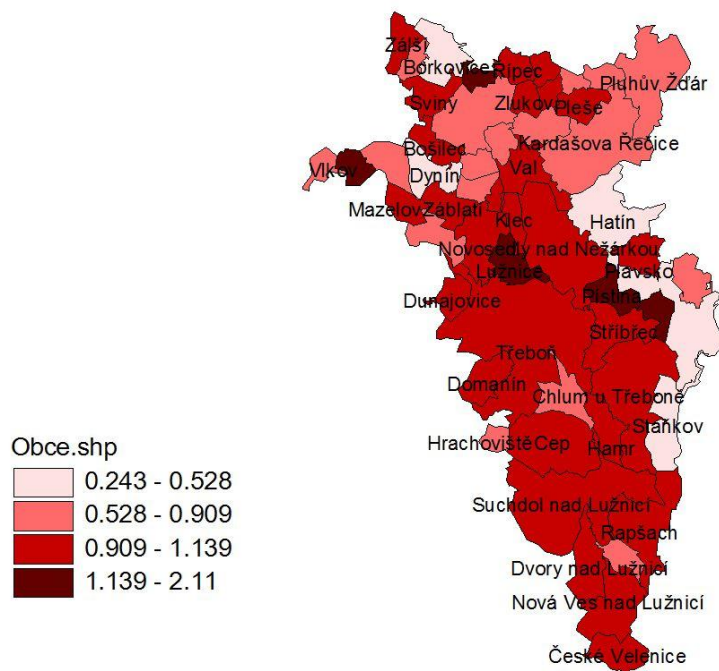 Zálší
Borkovice
Řípec
Pluhův Žďár
Sviny
Zlukov
Pleše
Kardašova Řečice
Bošilec
Val
Vlkov
Dynín
Mazelov
Záblatí
Klec
Hatín
Novosedly nad Nežárkou
Lužnice
Plavsko
Dunajovice
Pístina
Stříbřec
Třeboň
Domanín
Chlum u Třeboně
Staňkov
Hrachoviště
Cep
Hamr
Suchdol nad Lužnicí
Rapšach
Dvory nad Lužnicí
Nová Ves nad Lužnicí
České Velenice
Obce.shp
0.243 - 0.528
0.528 - 0.909
0.909 - 1.139
1.139 - 2.11